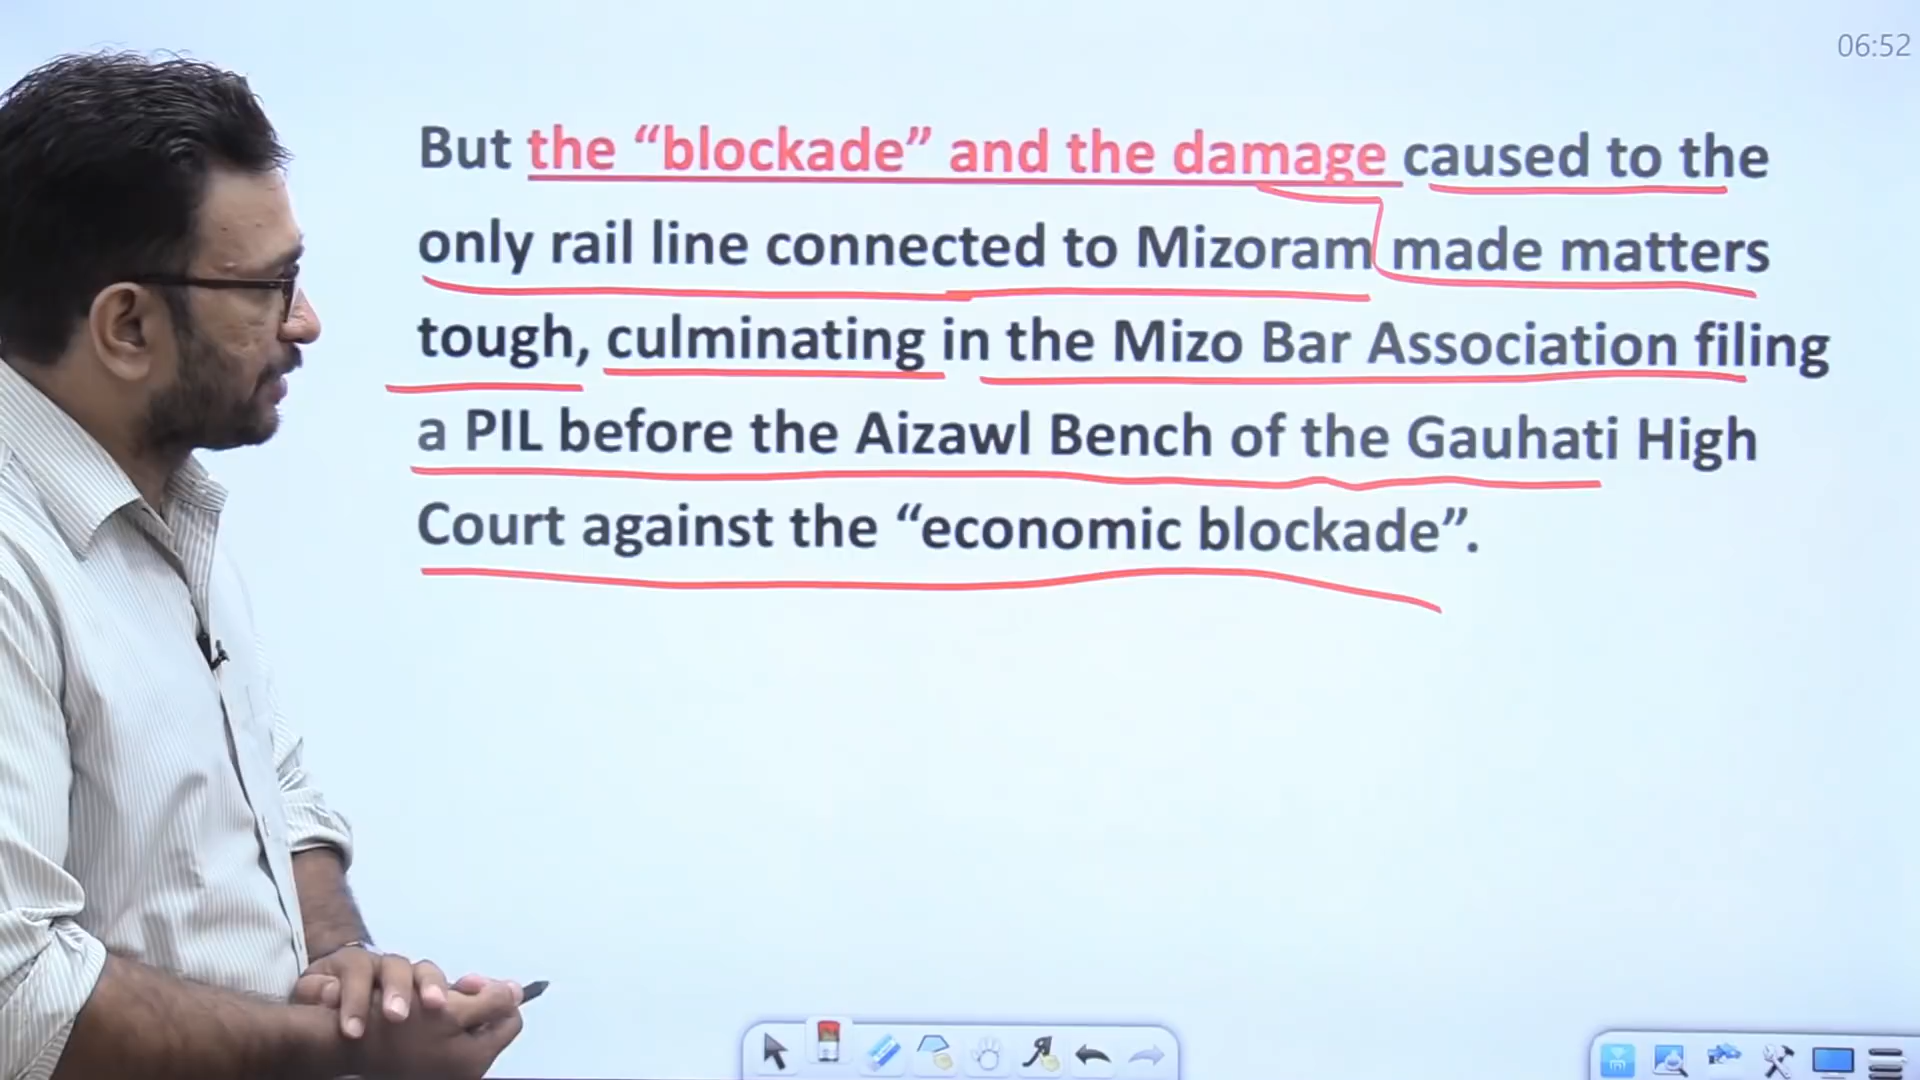 06:52
But the “blockade” and the damage caused to the
only rail line connected to Mizoram made matters
tough, culminating in the Mizo Bar Association filing
a PIL before the Aizawl Bench of the Gauhati High
Court against the “economic blockade”.